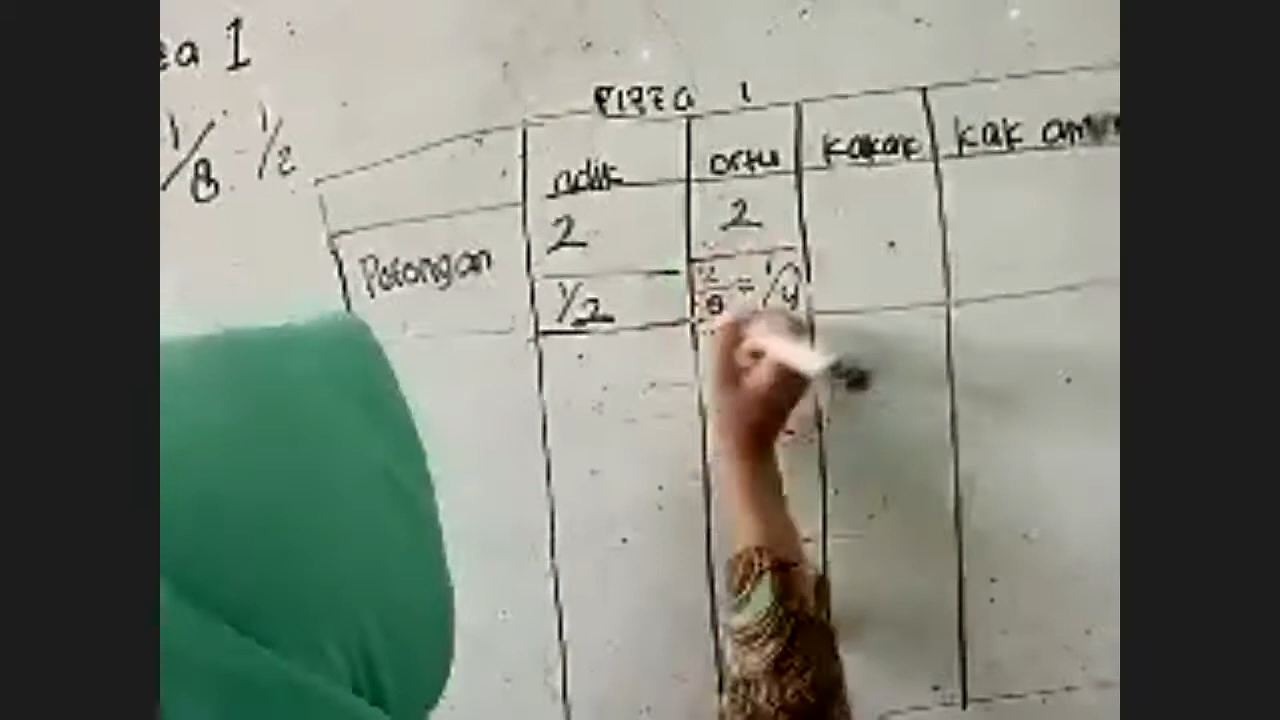 za 1
1/8 1/2
PIZZA 1
adik ortu kakak kak
Potongan 2 2
1/2 2/8 = 1/4